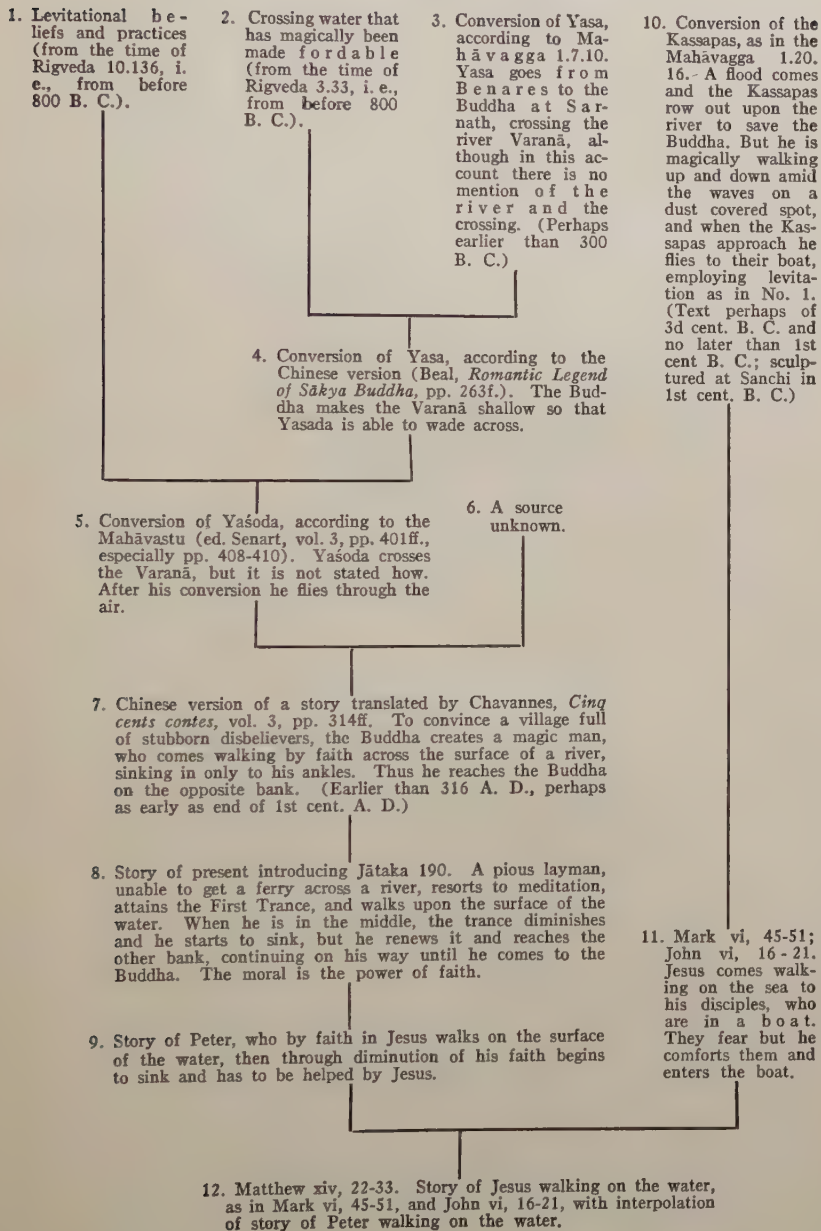 1. Levitational be-
liefs and practices
(from the time of
Rigveda 10.136, i.
e., from before
800 B. C.).
2. Crossing water that
has magically been
made fordable
(from the time of
Rigveda 3.33, i. e.,
from before 800
B. C.).
3. Conversion of Yasa,
according to Ma-
hāvagga 1.7.10.
Yasa goes from
Benares to the
Buddha at Sar-
nath, crossing the
river Varanā, al-
though in this ac-
count there is no
mention of the
river and the
crossing. (Perhaps
earlier than 300
B. C.)
10. Conversion of the
Kassapas, as in the
Mahāvagga 1.20.
16. A flood comes
and the Kassapas
row out upon the
river to save the
Buddha. But he is
magically walking
up and down amid
the waves on a
dust covered spot,
and when the Kas-
sapas approach he
flies to their boat,
employing levita-
tion as in No. 1.
(Text perhaps of
3d cent. B. C. and
no later than 1st
cent B. C.; sculp-
tured at Sanchi in
1st cent. B. C.)
4. Conversion of Yasa, according to the
Chinese version (Beal, Romantic Legend
of Sākya Buddha, pp. 263f.). The Bud-
dha makes the Varanā shallow so that
Yasada is able to wade across.
5. Conversion of Yaśoda, according to the
Mahāvastu (ed. Senart, vol. 3, pp. 401ff.,
especially pp. 408-410). Yaśoda crosses
the Varanā, but it is not stated how.
After his conversion he flies through the
air.
6. A source
unknown.
7. Chinese version of a story translated by Chavannes, Cinq
cents contes, vol. 3, pp. 314ff. To convince a village full
of stubborn disbelievers, the Buddha creates a magic man,
who comes walking by faith across the surface of a river,
sinking in only to his ankles. Thus he reaches the Buddha
on the opposite bank. (Earlier than 316 A. D., perhaps
as early as end of 1st cent. A. D.)
8. Story of present introducing Jātaka 190. A pious layman,
unable to get a ferry across a river, resorts to meditation,
attains the First Trance, and walks upon the surface of the
water. When he is in the middle, the trance diminishes
and he starts to sink, but he renews it and reaches the
other bank, continuing on his way until he comes to the
Buddha. The moral is the power of faith.
9. Story of Peter, who by faith in Jesus walks on the surface
of the water, then through diminution of his faith begins
to sink and has to be helped by Jesus.
11. Mark vi, 45-51;
John vi, 16 - 21.
Jesus comes walk-
ing on the sea to
his disciples, who
are in a boat.
They fear but he
comforts them and
enters the boat.
12. Matthew xiv, 22-33. Story of Jesus walking on the water,
as in Mark vi, 45-51, and John vi, 16-21, with interpolation
of story of Peter walking on the water.